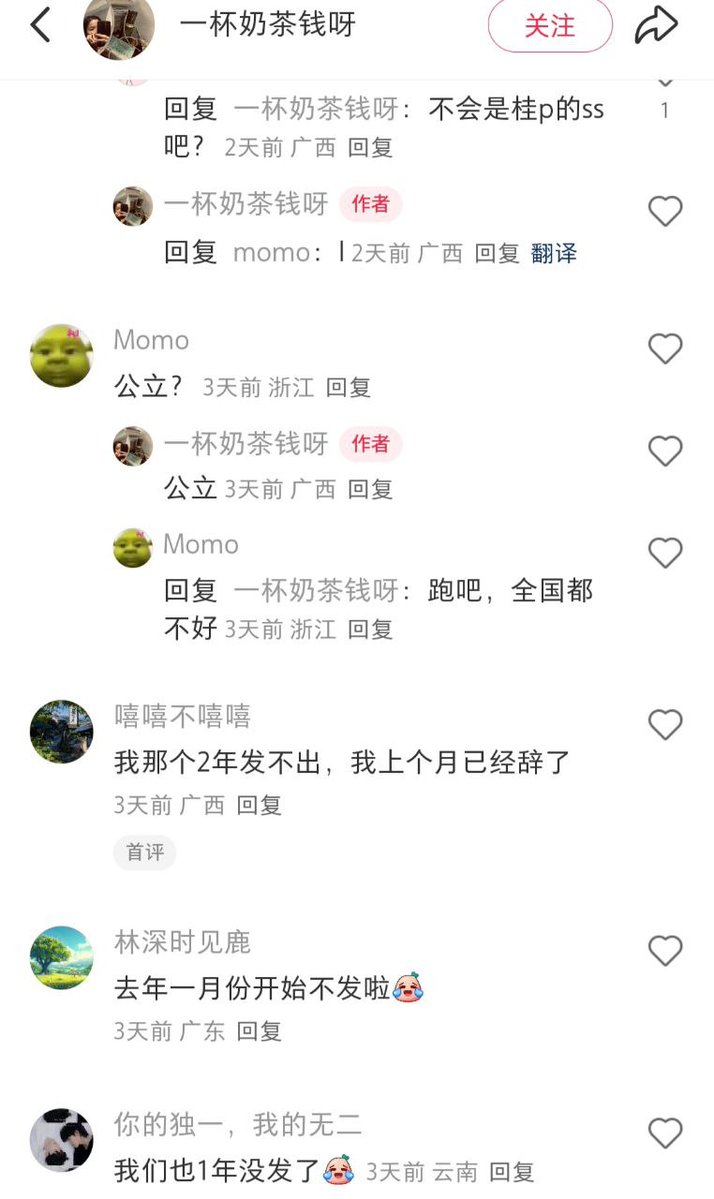 一杯奶茶钱呀
关注
回复 一杯奶茶钱呀：不会是桂p的ss
吧？ 2天前 广西 回复
1
一杯奶茶钱呀 作者
回复 momo：l 2天前 广西 回复 翻译
Momo
公立？ 3天前 浙江 回复
一杯奶茶钱呀 作者
公立 3天前 广西 回复
Momo
回复 一杯奶茶钱呀：跑吧，全国都
不好 3天前 浙江 回复
嘻嘻不嘻嘻
我那个2年发不出，我上个月已经辞了
3天前 广西 回复
首评
林深时见鹿
去年一月份开始不发啦
3天前 广东 回复
你的独一，我的无二
我们也1年没发了 3天前 云南 回复